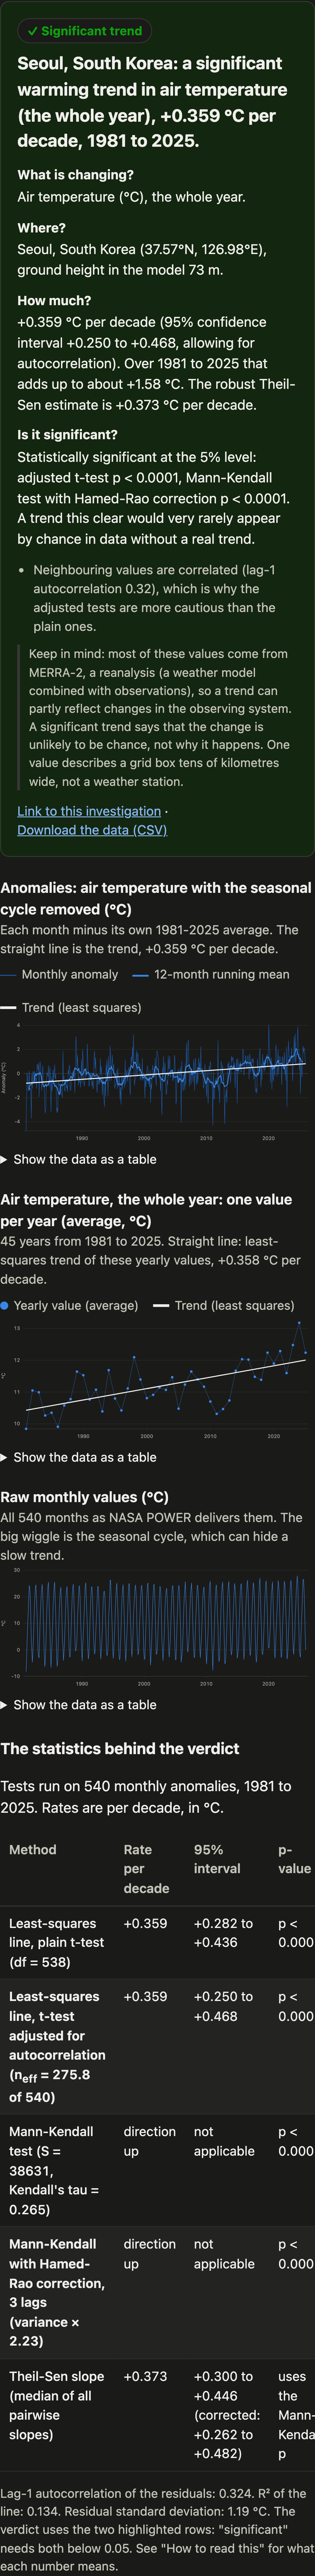 ✓ Significant trend
Seoul, South Korea: a significant
warming trend in air temperature
(the whole year), +0.359 °C per
decade, 1981 to 2025.
What is changing?
Air temperature (°C), the whole year.
Where?
Seoul, South Korea (37.57°N, 126.98°E),
ground height in the model 73 m.
How much?
+0.359 °C per decade (95% confidence
interval +0.250 to +0.468, allowing for
autocorrelation). Over 1981 to 2025 that
adds up to about +1.58 °C. The robust Theil-
Sen estimate is +0.373 °C per decade.
Is it significant?
Statistically significant at the 5% level:
adjusted t-test p < 0.0001, Mann-Kendall
test with Hamed-Rao correction p < 0.0001.
A trend this clear would very rarely appear
by chance in data without a real trend.
• Neighbouring values are correlated (lag-1
autocorrelation 0.32), which is why the
adjusted tests are more cautious than the
plain ones.
Keep in mind: most of these values come from
MERRA-2, a reanalysis (a weather model
combined with observations), so a trend can
partly reflect changes in the observing system.
A significant trend says that the change is
unlikely to be chance, not why it happens. One
value describes a grid box tens of kilometres
wide, not a weather station.
Link to this investigation ·
Download the data (CSV)
Anomalies: air temperature with the seasonal
cycle removed (°C)
Each month minus its own 1981-2025 average. The
straight line is the trend, +0.359 °C per decade.
Monthly anomaly 12-month running mean
Trend (least squares)
Anomaly (°C)
4
2
0
-2
-4
1990 2000 2010 2020
▶ Show the data as a table
Air temperature, the whole year: one value
per year (average, °C)
45 years from 1981 to 2025. Straight line: least-
squares trend of these yearly values, +0.358 °C per
decade.
Yearly value (average) Trend (least squares)
°C
13
12
11
10
1990 2000 2010 2020
▶ Show the data as a table
Raw monthly values (°C)
All 540 months as NASA POWER delivers them. The
big wiggle is the seasonal cycle, which can hide a
slow trend.
°C
30
20
10
0
-10
1990 2000 2010 2020
▶ Show the data as a table
The statistics behind the verdict
Tests run on 540 monthly anomalies, 1981 to
2025. Rates are per decade, in °C.
Method Rate per decade 95% interval p-value
Least-squares line, plain t-test (df = 538) +0.359 +0.282 to +0.436 p < 0.000
Least-squares line, t-test adjusted for autocorrelation (neff = 275.8 of 540) +0.359 +0.250 to +0.468 p < 0.000
Mann-Kendall test (S = 38631, Kendall's tau = 0.265) direction up not applicable p < 0.000
Mann-Kendall with Hamed-Rao correction, 3 lags (variance × 2.23) direction up not applicable p < 0.000
Theil-Sen slope (median of all pairwise slopes) +0.373 +0.300 to +0.446 (corrected: +0.262 to +0.482) uses the Mann-Kenda p
Lag-1 autocorrelation of the residuals: 0.324. R² of the
line: 0.134. Residual standard deviation: 1.19 °C. The
verdict uses the two highlighted rows: "significant"
needs both below 0.05. See "How to read this" for what
each number means.